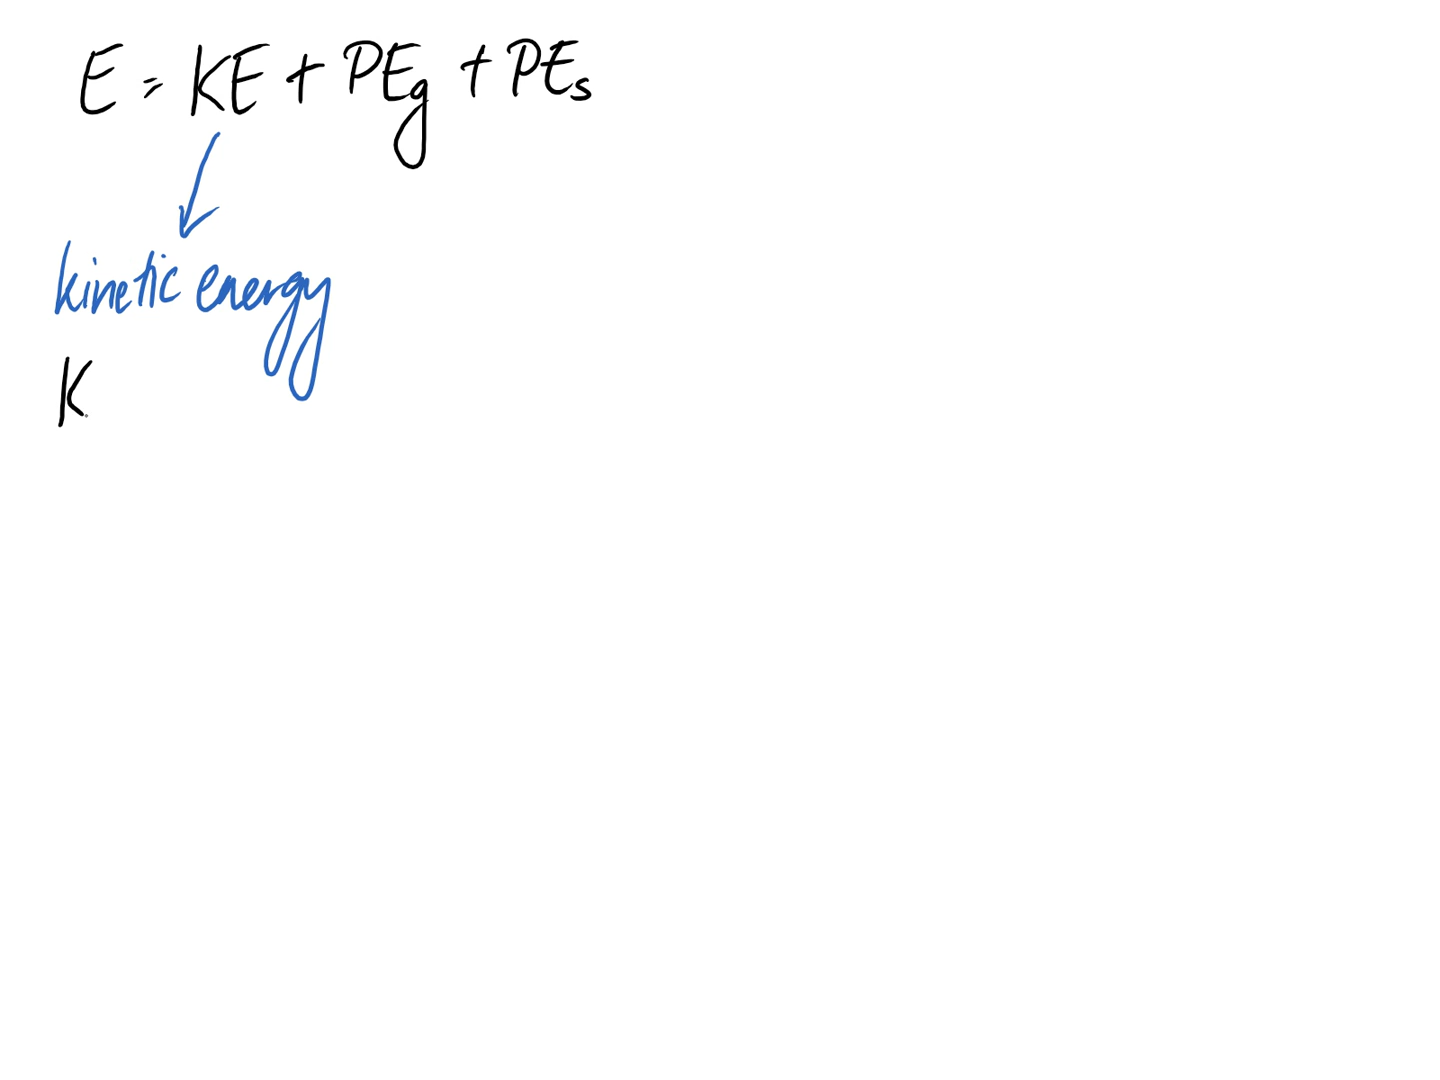 E = KE + PEg + PEs
kinetic energy
K